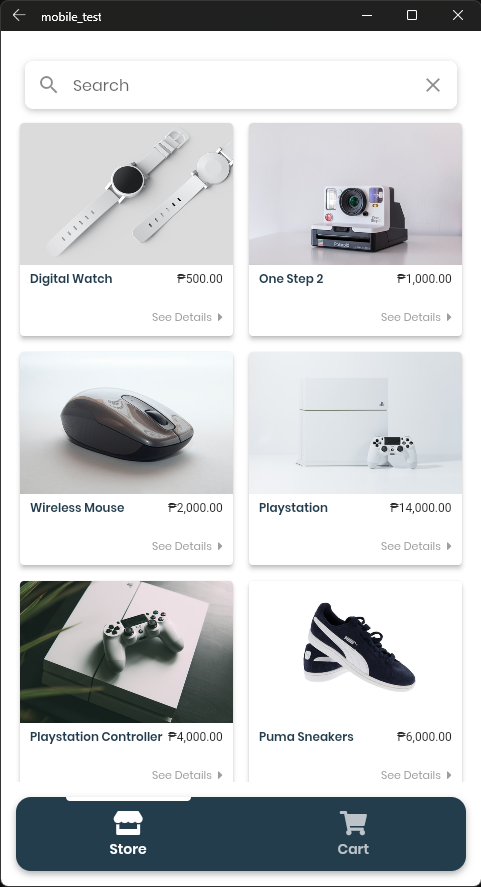 mobile_test
Search
Digital Watch ₱500.00
See Details
One Step 2 ₱1,000.00
See Details
Wireless Mouse ₱2,000.00
See Details
Playstation ₱14,000.00
See Details
Playstation Controller ₱4,000.00
See Details
Puma Sneakers ₱6,000.00
See Details
Store
Cart